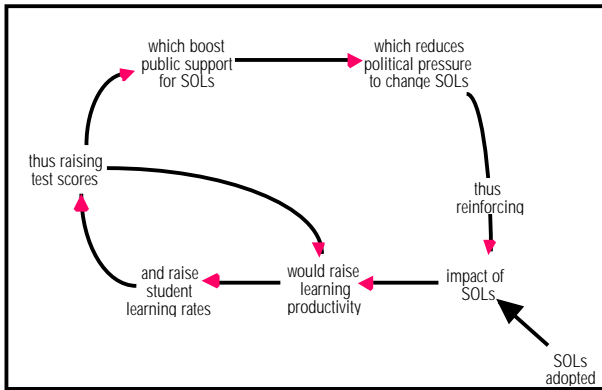 which boost
public support
for SOLs
which reduces
political pressure
to change SOLs
thus raising
test scores
thus
reinforcing
and raise
student
learning rates
would raise
learning
productivity
impact of
SOLs
SOLs
adopted